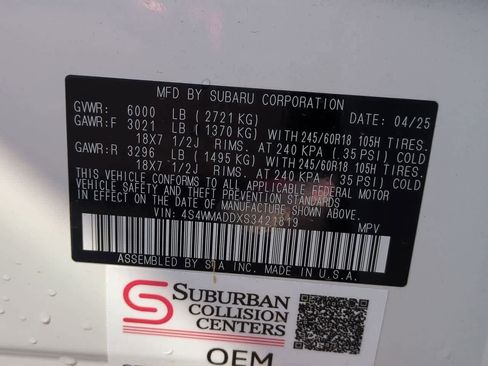 MFD BY SUBARU CORPORATION
GVWR: 6000 LB (2721 KG) DATE: 04/25
GAWR:F 3021 LB (1370 KG) WITH 245/60R18 105H TIRES.
18X7 1/2J RIMS. AT 240 KPA (.35 PSI) COLD
GAWR:R 3296 LB (1495 KG) WITH 245/60R18 105H TIRES.
18X7 1/2J RIMS. AT 240 KPA (.35 PSI) COLD
THIS VEHICLE CONFORMS TO ALL APPLICABLE FEDERAL MOTOR
VEHICLE SAFETY AND THEFT PREVENTION STANDARDS
IN EFFECT ON THE DATE OF MANUFACTURE SHOWN ABOVE.
VIN: 4S4WMADDXS3421819 MPV
ASSEMBLED BY SIA INC. MADE IN U.S.A.
SUBURBAN
COLLISION
CENTERS
OEM